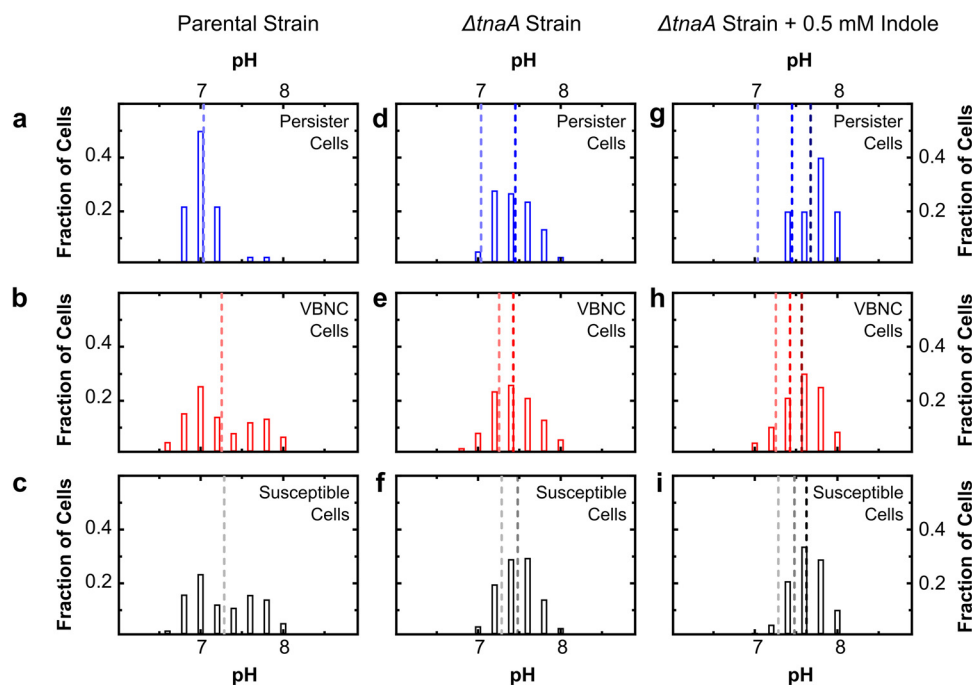 Parental Strain
ΔtnaA Strain
ΔtnaA Strain + 0.5 mM Indole
pH
pH
pH
7
8
7
8
7
8
a
Fraction of Cells
0.4
0.2
Persister
Cells
d
Persister
Cells
g
Persister
Cells
0.4
0.2
Fraction of Cells
b
Fraction of Cells
0.4
0.2
VBNC
Cells
e
VBNC
Cells
h
VBNC
Cells
0.4
0.2
Fraction of Cells
c
Fraction of Cells
0.4
0.2
Susceptible
Cells
f
Susceptible
Cells
i
Susceptible
Cells
0.4
0.2
Fraction of Cells
7
8
7
8
7
8
pH
pH
pH